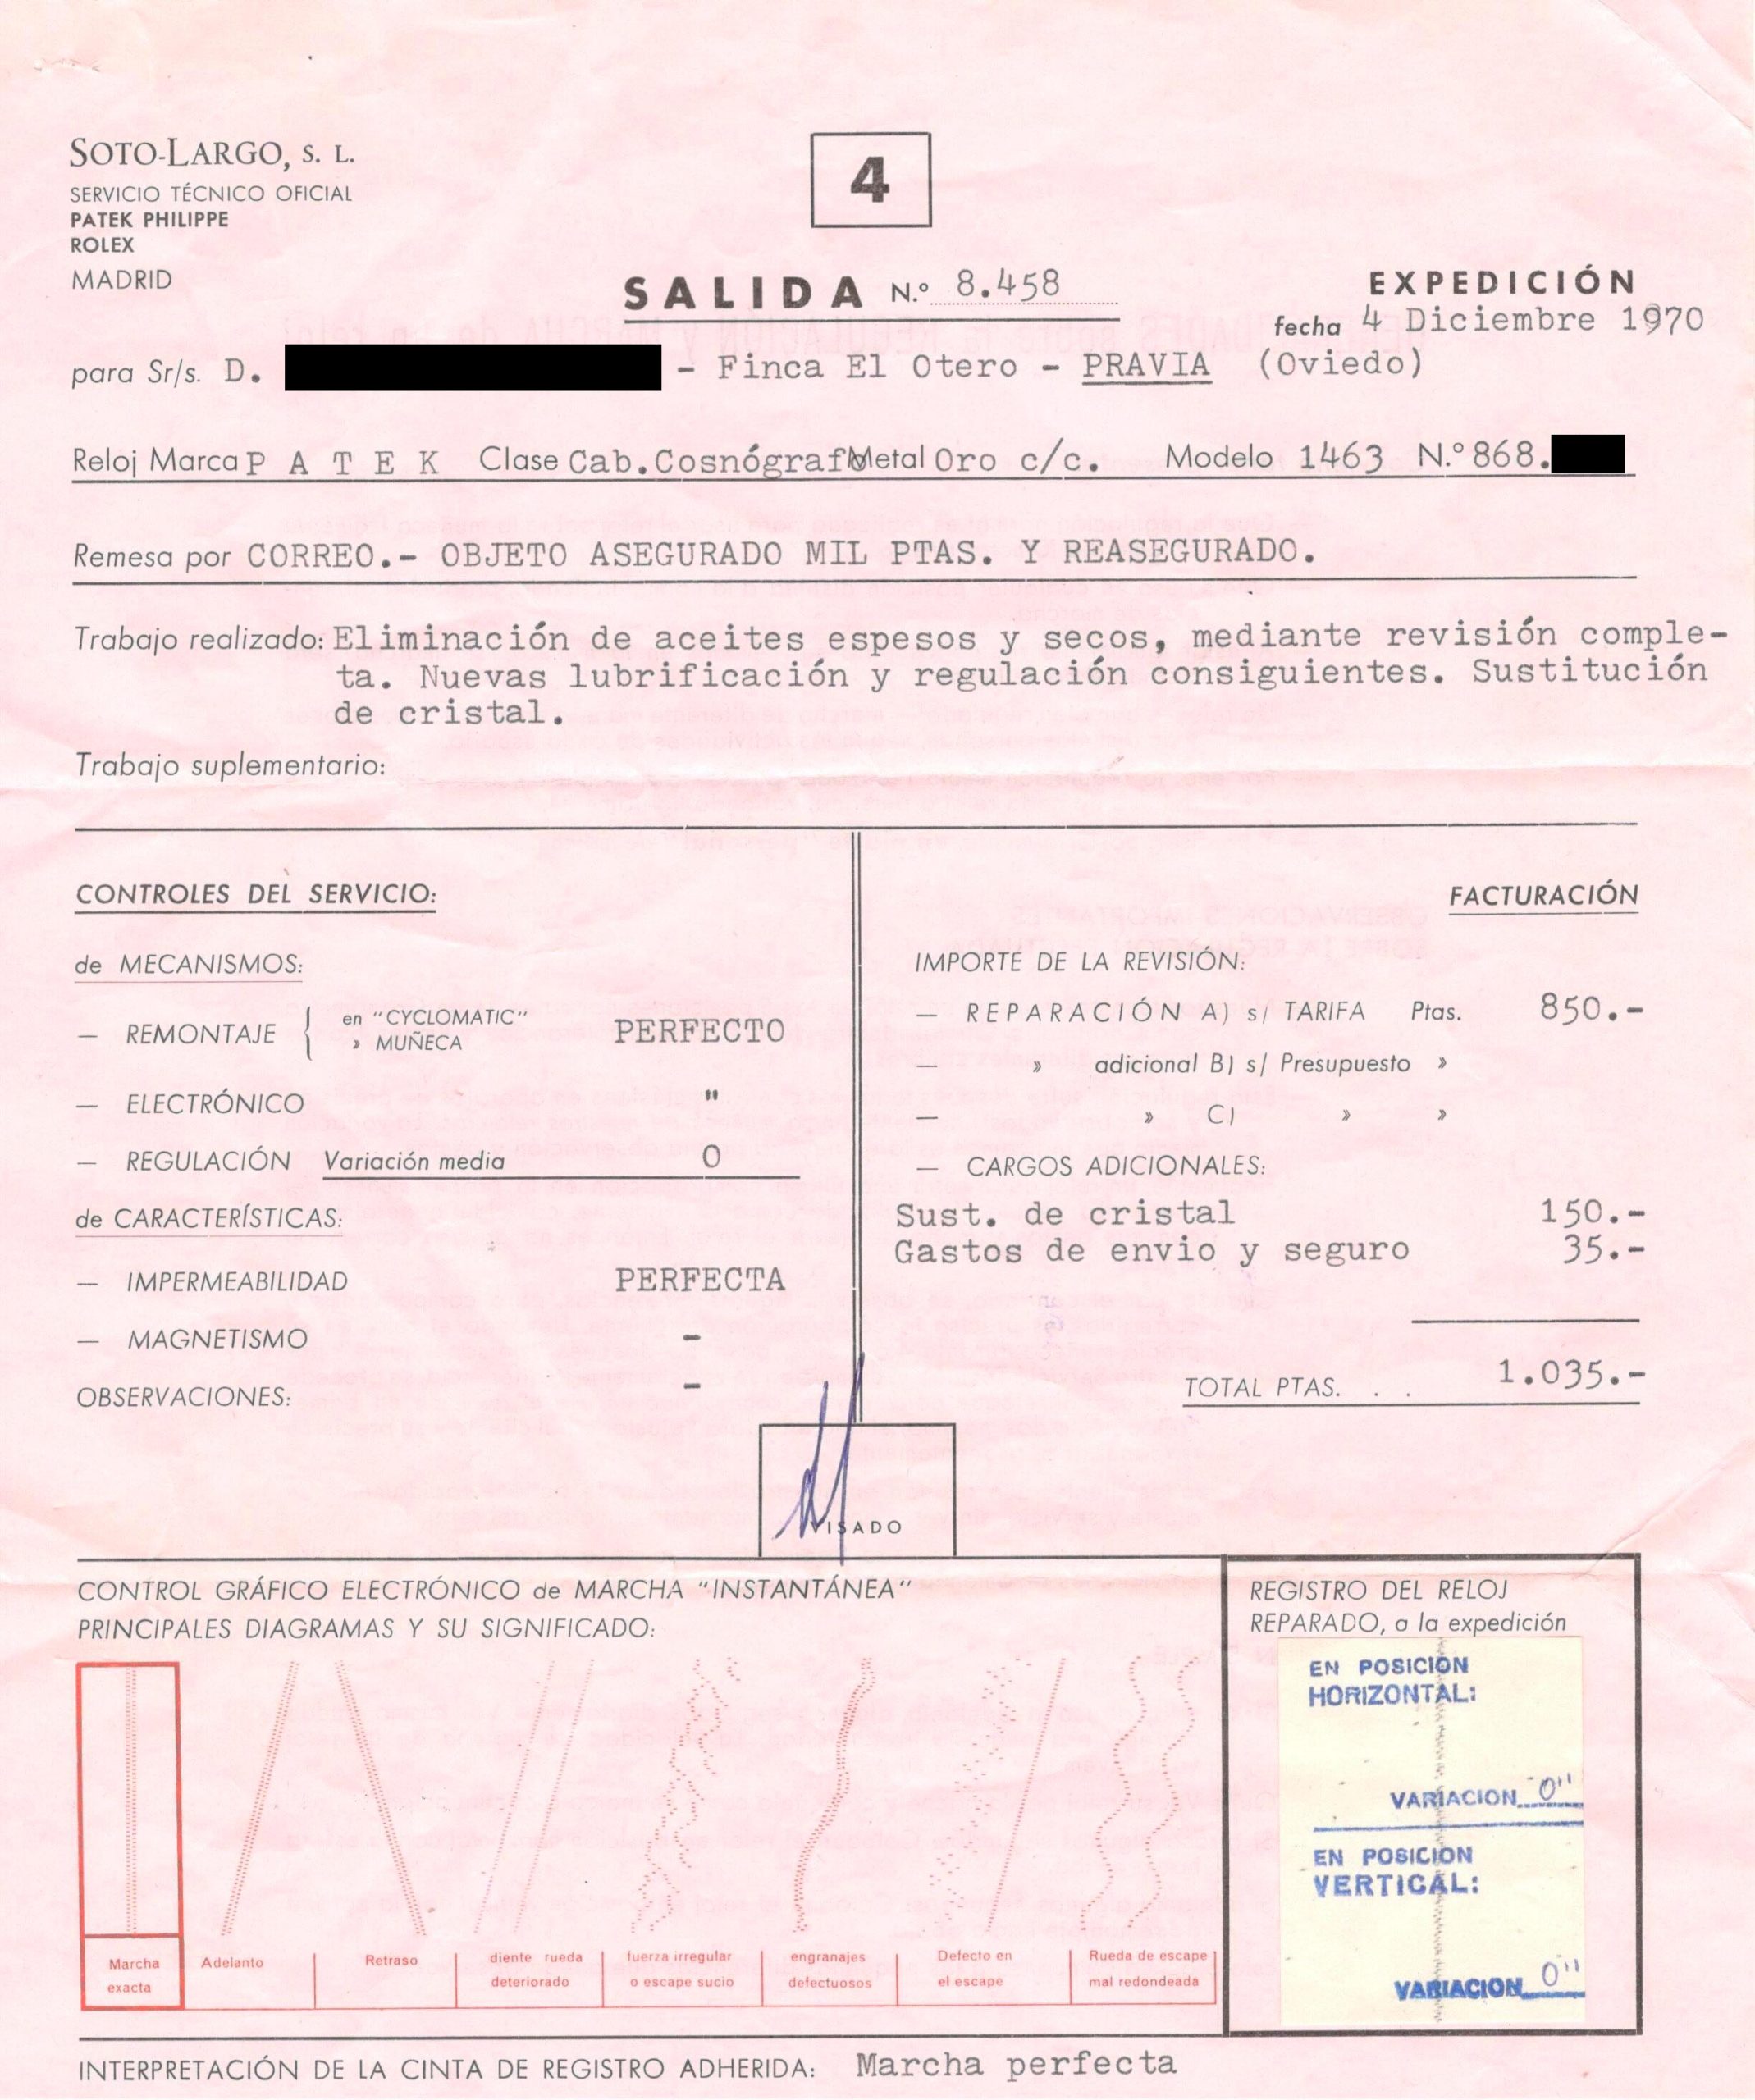 SOTO-LARGO, S. L.
SERVICIO TÉCNICO OFICIAL
PATEK PHILIPPE
ROLEX
MADRID
4
SALIDA N.º 8.458
EXPEDICIÓN
fecha 4 Diciembre 1970
para Sr/s. D. - Finca El Otero - PRAVIA (Oviedo)
Reloj Marca P A T E K Clase Cab.Cosnógraf Metal Oro c/c. Modelo 1463 N.º 868.
Remesa por CORREO.- OBJETO ASEGURADO MIL PTAS. Y REASEGURADO.
Trabajo realizado: Eliminación de aceites espesos y secos, mediante revisión comple-
ta. Nuevas lubrificación y regulación consiguientes. Sustitución
de cristal.
Trabajo suplementario:
CONTROLES DEL SERVICIO:
de MECANISMOS:
— REMONTAJE { en "CYCLOMATIC" » MUÑECA PERFECTO
— ELECTRÓNICO "
— REGULACIÓN Variación media 0
de CARACTERÍSTICAS:
— IMPERMEABILIDAD PERFECTA
— MAGNETISMO -
OBSERVACIONES: -
FACTURACIÓN
IMPORTE DE LA REVISIÓN:
— REPARACIÓN A) s/ TARIFA Ptas. 850.-
— » adicional B) s/ Presupuesto »
— » C) » »
— CARGOS ADICIONALES:
Sust. de cristal 150.-
Gastos de envio y seguro 35.-
TOTAL PTAS. . . 1.035.-
VISADO
CONTROL GRÁFICO ELECTRÓNICO de MARCHA "INSTANTÁNEA"
PRINCIPALES DIAGRAMAS Y SU SIGNIFICADO:
Marcha
exacta
Adelanto
Retraso
diente rueda
deteriorado
fuerza irregular
o escape sucio
engranajes
defectuosos
Defecto en
el escape
Rueda de escape
mal redondeada
REGISTRO DEL RELOJ
REPARADO, a la expedición
EN POSICION
HORIZONTAL:
VARIACION 0"
EN POSICION
VERTICAL:
VARIACION 0"
INTERPRETACIÓN DE LA CINTA DE REGISTRO ADHERIDA: Marcha perfecta